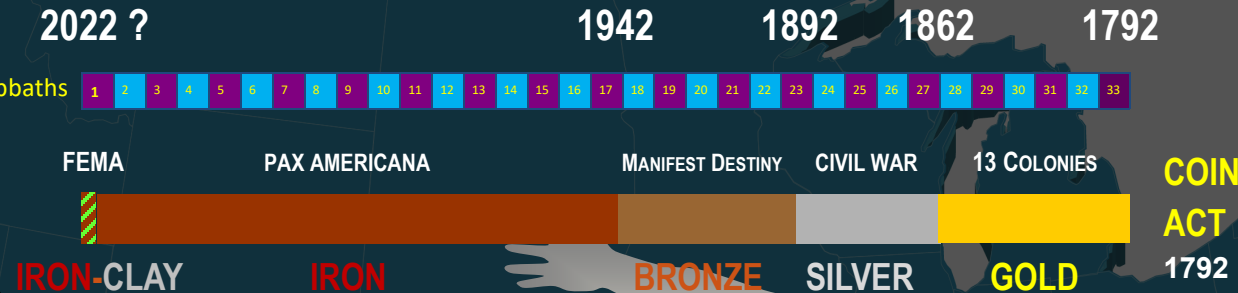 2022 ? 1942 1892 1862 1792
1 2 3 4 5 6 7 8 9 10 11 12 13 14 15 16 17 18 19 20 21 22 23 24 25 26 27 28 29 30 31 32 33
FEMA PAX AMERICANA MANIFEST DESTINY CIVIL WAR 13 COLONIES
COIN
ACT
1792
IRON-CLAY IRON BRONZE SILVER GOLD